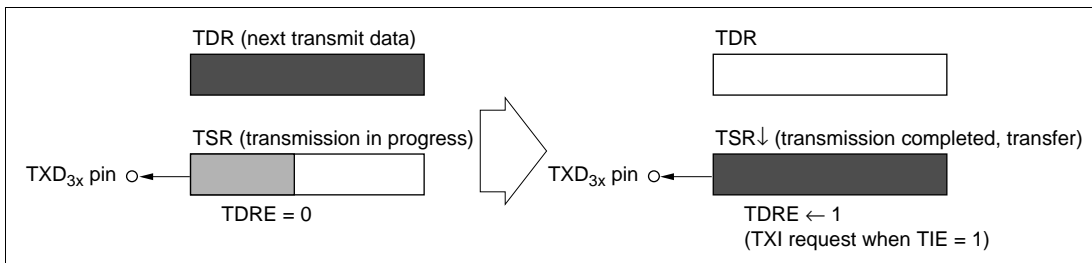 TDR (next transmit data)
TSR (transmission in progress)
TXD3x pin
TDRE = 0
TDR
TSR↓ (transmission completed, transfer)
TXD3x pin
TDRE ← 1
(TXI request when TIE = 1)